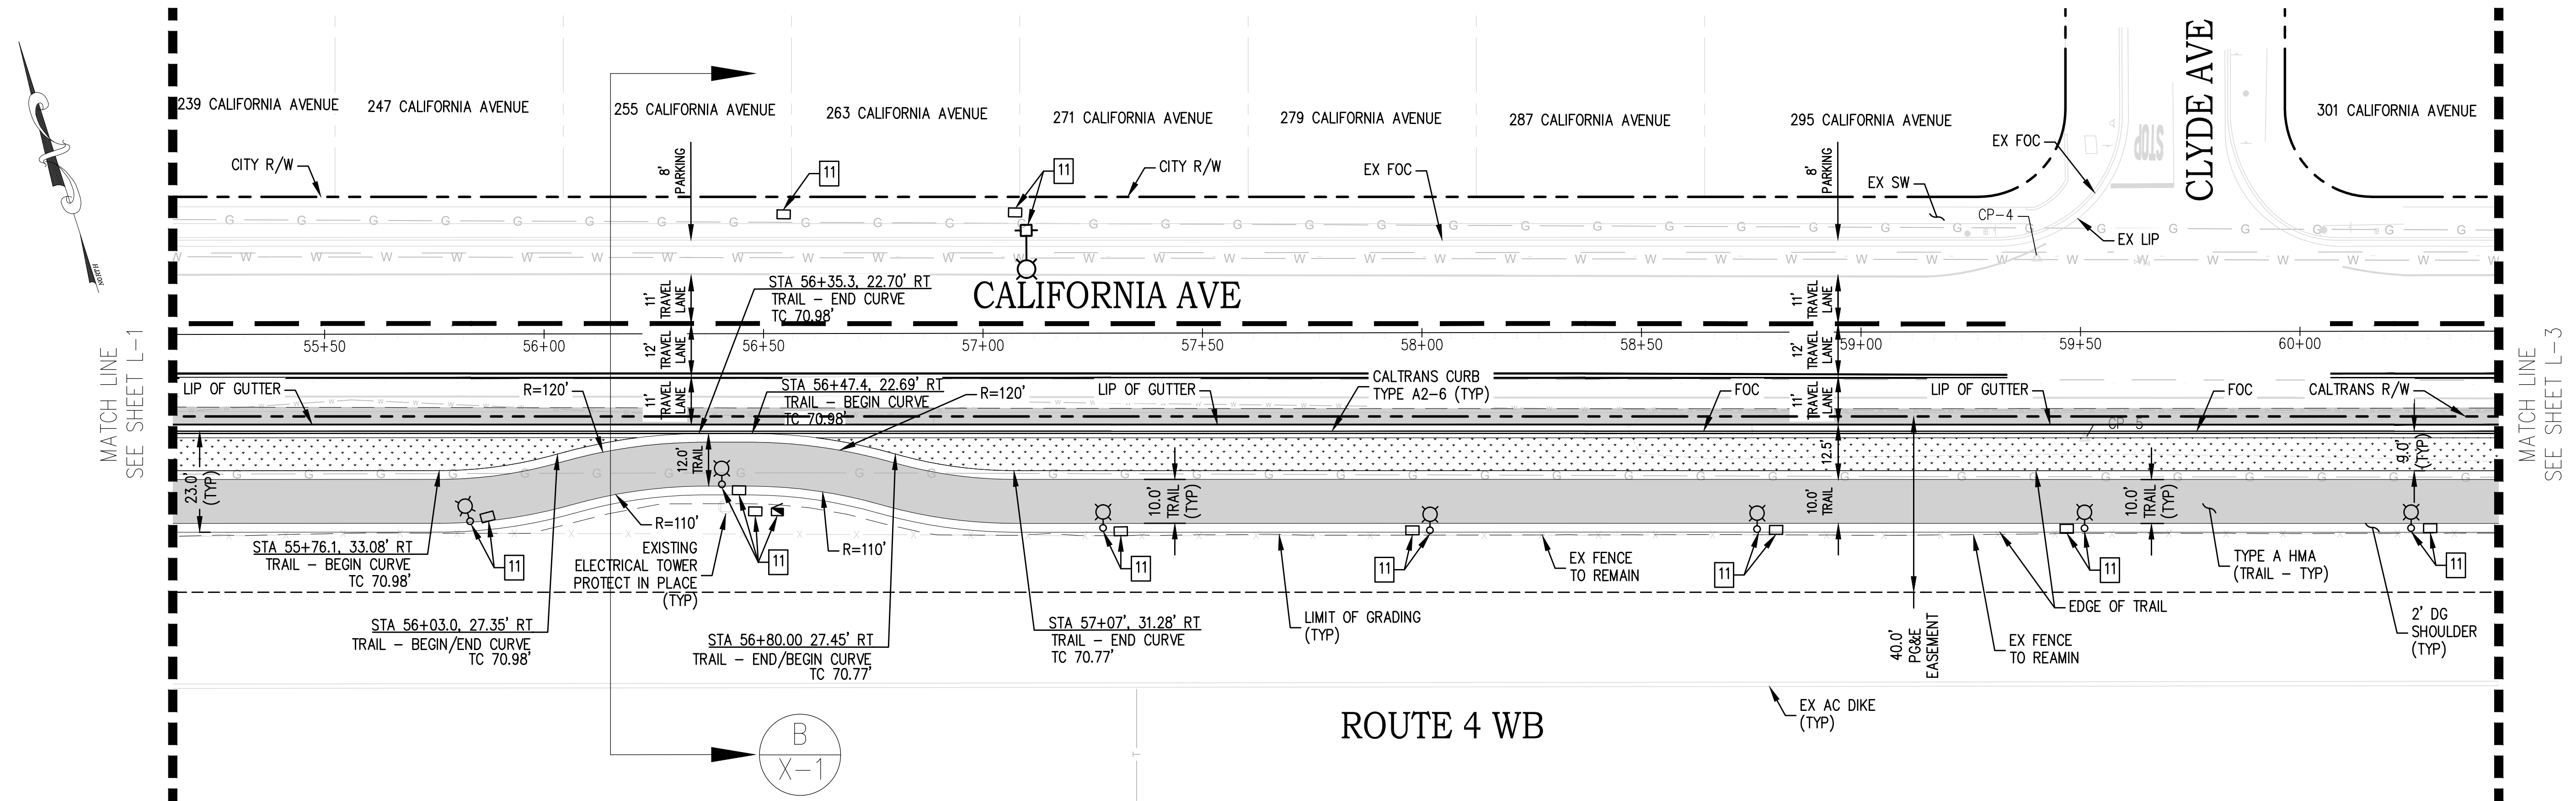 CLYDE AVE
239 CALIFORNIA AVENUE
247 CALIFORNIA AVENUE
255 CALIFORNIA AVENUE
263 CALIFORNIA AVENUE
271 CALIFORNIA AVENUE
279 CALIFORNIA AVENUE
287 CALIFORNIA AVENUE
295 CALIFORNIA AVENUE
301 CALIFORNIA AVENUE
NORTH
CITY R/W
8'
PARKING
11
11
CITY R/W
EX FOC
8'
PARKING
EX SW
EX FOC
STOP
CP-4
EX LIP
G G G G G G G G G G G G G G G G G G G G G G G G G G G G G G G
W W W W W W W W W W W W W W W W W W W W W W W W W W W W W W W W W W
STA 56+35.3, 22.70' RT
TRAIL - END CURVE
TC 70.98'
CALIFORNIA AVE
11'
TRAVEL
LANE
12'
TRAVEL
LANE
11'
TRAVEL
LANE
11'
TRAVEL
LANE
12'
TRAVEL
LANE
11'
TRAVEL
LANE
55+50
56+00
56+50
57+00
57+50
58+00
58+50
59+00
59+50
60+00
MATCH LINE
SEE SHEET L-1
MATCH LINE
SEE SHEET L-3
LIP OF GUTTER
R=120'
STA 56+47.4, 22.69' RT
TRAIL - BEGIN CURVE
TC 70.98'
R=120'
LIP OF GUTTER
CALTRANS CURB
TYPE A2-6 (TYP)
FOC
LIP OF GUTTER
FOC
CALTRANS R/W
CP-5
23.0'
(TYP)
12.0'
TRAIL
10.0'
TRAIL
(TYP)
12.5'
10.0'
TRAIL
10.0'
TRAIL
(TYP)
9.0'
(TYP)
R=110'
R=110'
STA 55+76.1, 33.08' RT
TRAIL - BEGIN CURVE
TC 70.98'
11
EXISTING
ELECTRICAL TOWER
PROTECT IN PLACE
(TYP)
11
11
11
EX FENCE
TO REMAIN
11
11
TYPE A HMA
(TRAIL - TYP)
11
STA 56+03.0, 27.35' RT
TRAIL - BEGIN/END CURVE
TC 70.98'
STA 56+80.00 27.45' RT
TRAIL - END/BEGIN CURVE
TC 70.77'
STA 57+07', 31.28' RT
TRAIL - END CURVE
TC 70.77'
LIMIT OF GRADING
(TYP)
40.0'
PG&E
EASEMENT
EDGE OF TRAIL
EX FENCE
TO REAMIN
2' DG
SHOULDER
(TYP)
B
X-1
T
ROUTE 4 WB
EX AC DIKE
(TYP)